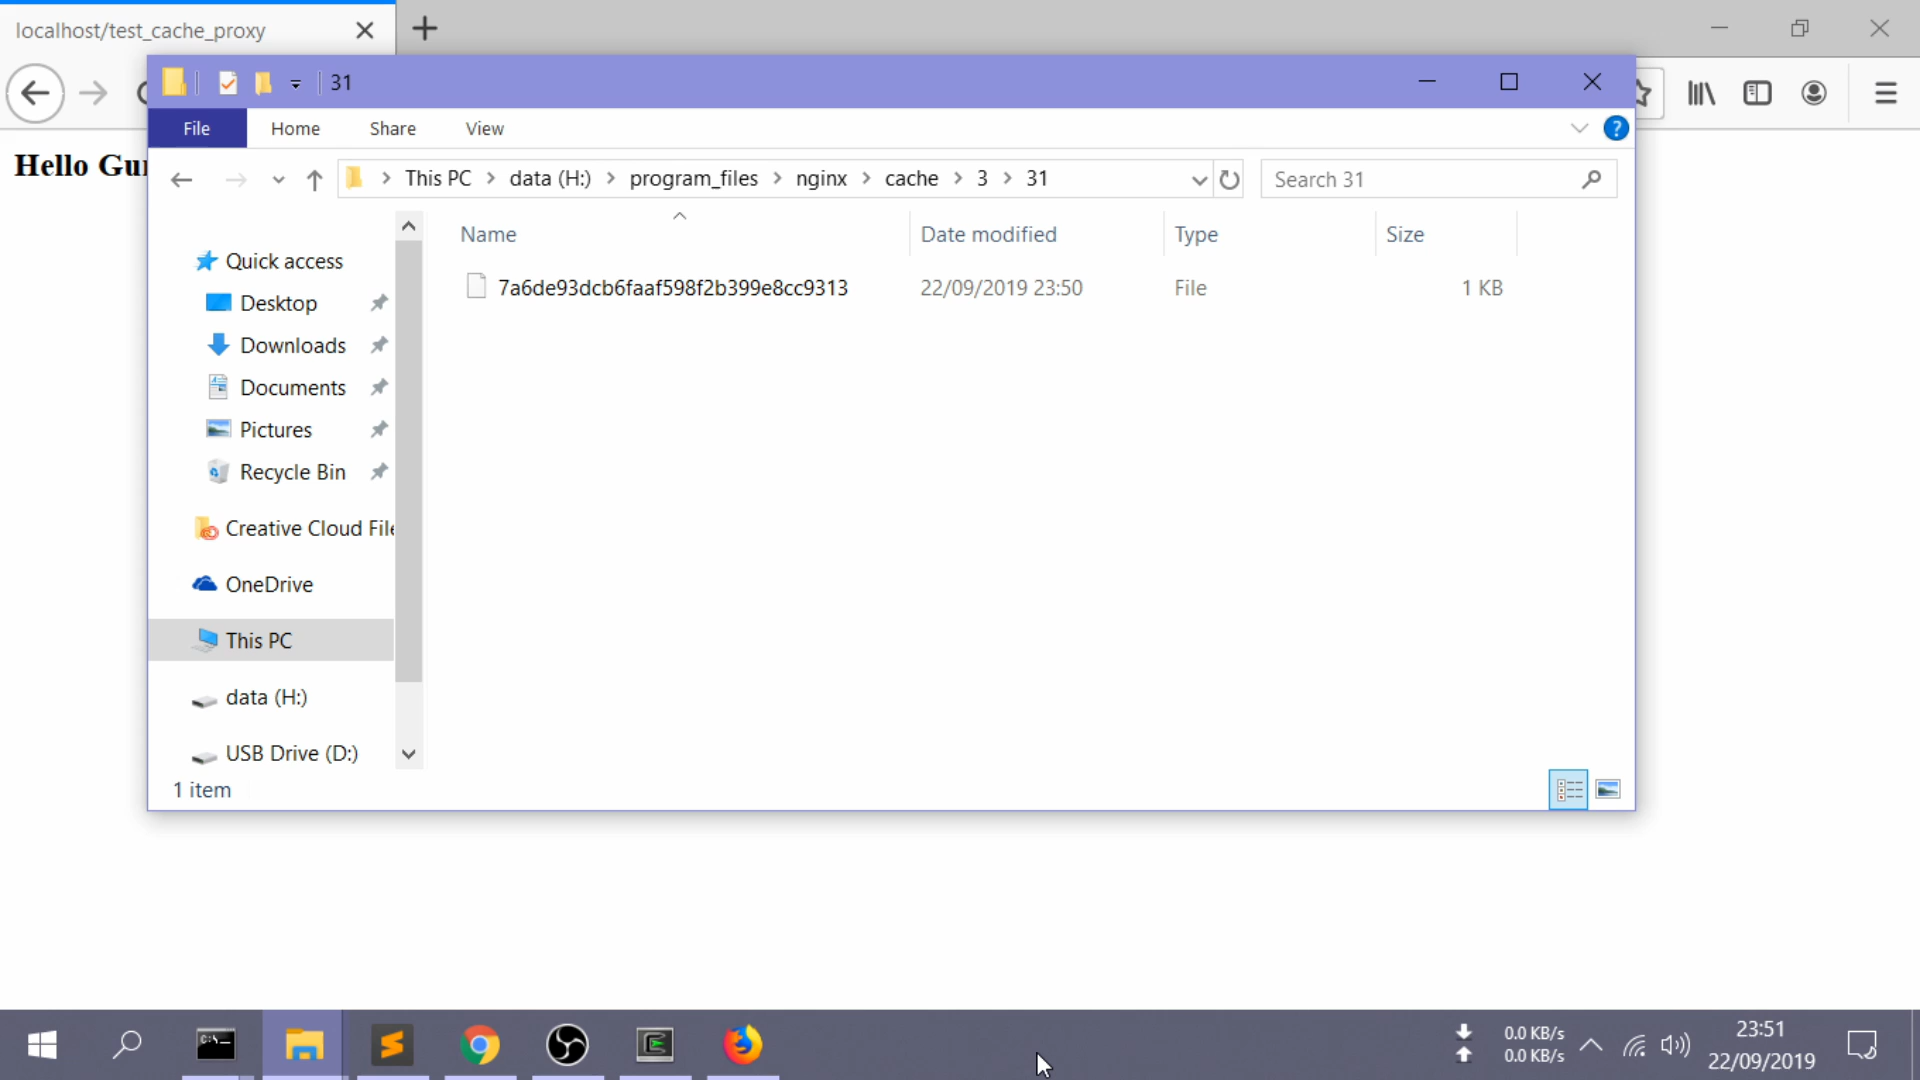 localhost/test_cache_proxy
31
File Home Share View
Hello
This PC data (H:) program_files nginx cache 3 31
Search 31
Name Date modified Type Size
7a6de93dcb6faaf598f2b399e8cc9313 22/09/2019 23:50 File 1 KB
Quick access
Desktop
Downloads
Documents
Pictures
Recycle Bin
Creative Cloud File
OneDrive
This PC
data (H:)
USB Drive (D:)
1 item
0.0 KB/s
0.0 KB/s
23:51
22/09/2019